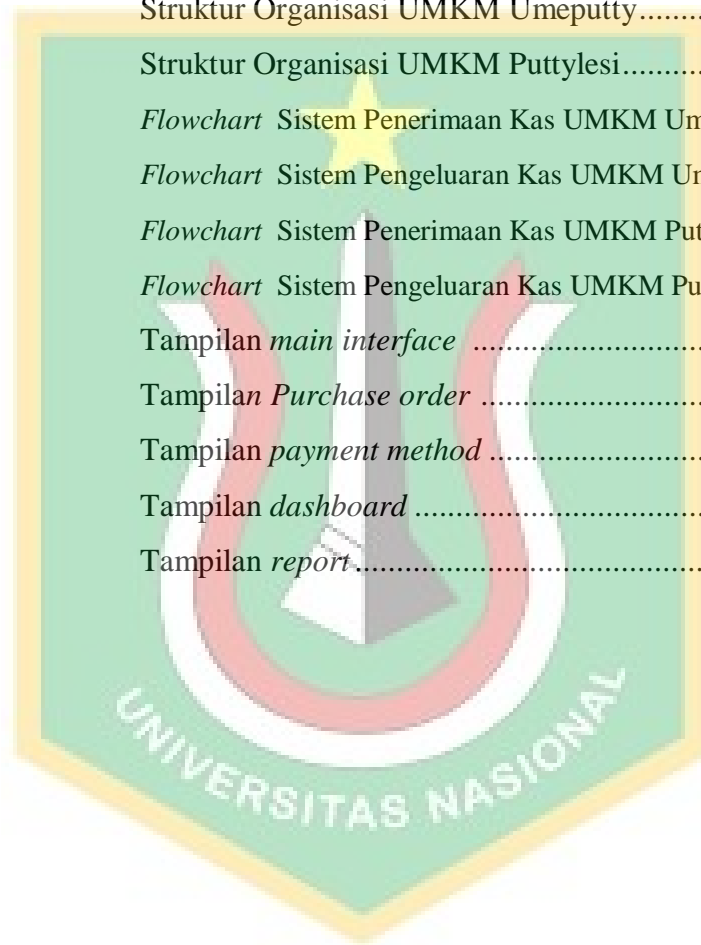 Struktur Organisasi UMKM Umeputty..........
Struktur Organisasi UMKM Puttylesi............
Flowchart Sistem Penerimaan Kas UMKM
Flowchart Sistem Pengeluaran Kas UMKM
Flowchart Sistem Penerimaan Kas UMKM
Flowchart Sistem Pengeluaran Kas UMKM
Tampilan main interface ..............................
Tampilan Purchase order .............................
Tampilan payment method ............................
Tampilan dashboard .....................................
Tampilan report.............................................
UNIVERSITAS NASIONAL